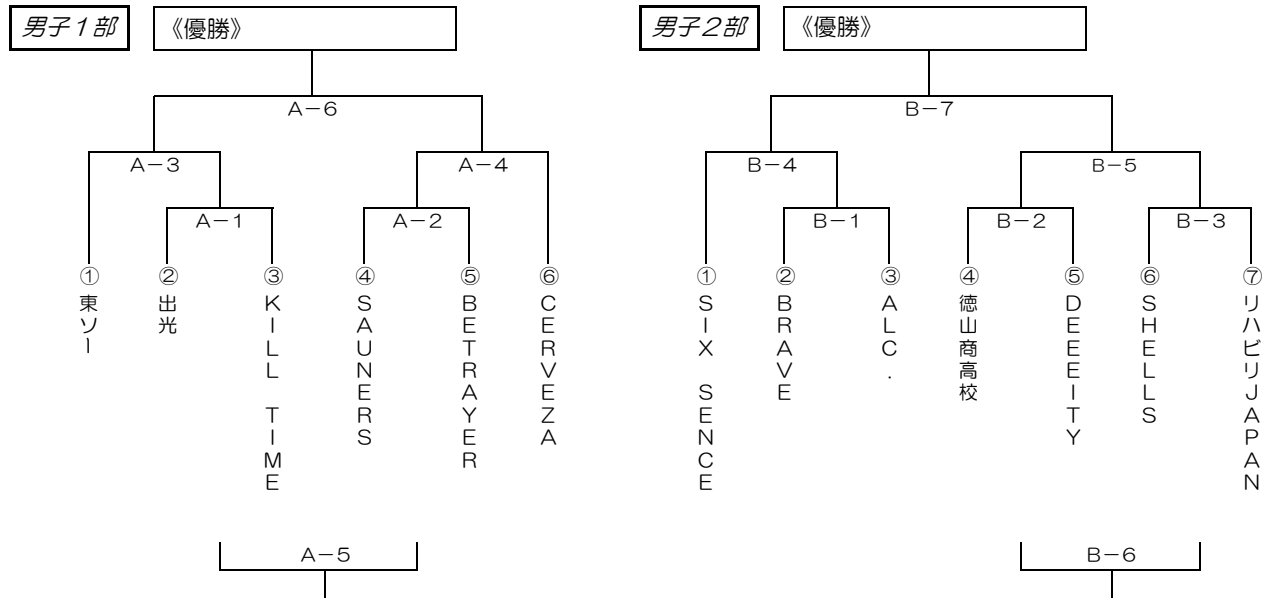 男子１部
《優勝》
Ａ－６
Ａ－３
Ａ－４
Ａ－１
Ａ－２
①
東ソー
②
出光
③
ＫＩＬＬ　ＴＩＭＥ
④
ＳＡＵＮＥＲＳ
⑤
ＢＥＴＲＡＹＥＲ
⑥
ＣＥＲＶＥＺＡ
Ａ－５
男子２部
《優勝》
Ｂ－７
Ｂ－４
Ｂ－５
Ｂ－１
Ｂ－２
Ｂ－３
①
ＳＩＸ　ＳＥＮＣＥ
②
ＢＲＡＶＥ
③
ＡＬＣ．
④
徳山商高校
⑤
ＤＥＥＥＩＴＹ
⑥
ＳＨＥＬＬＳ
⑦
リハビリＪＡＰＡＮ
Ｂ－６